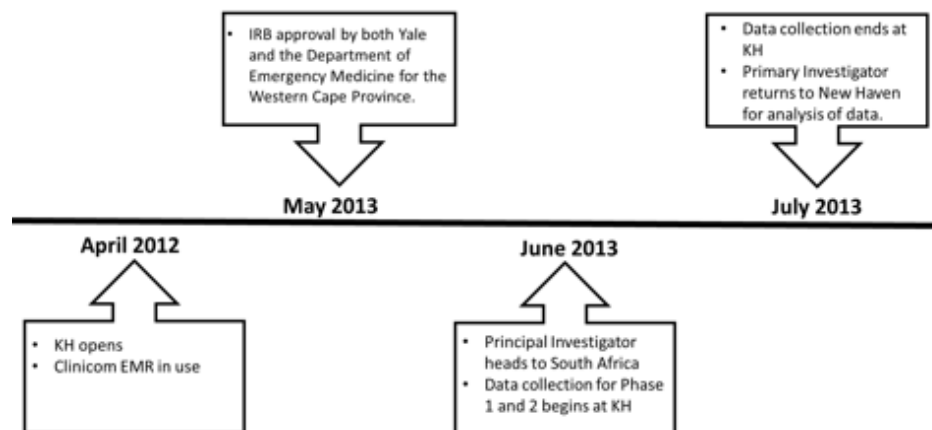 • IRB approval by both Yale
and the Department of
Emergency Medicine for the
Western Cape Province.
• Data collection ends at
KH
• Primary Investigator
returns to New Haven
for analysis of data.
May 2013
July 2013
April 2012
June 2013
• KH opens
• Clinicom EMR in use
• Principal Investigator
heads to South Africa
• Data collection for Phase
1 and 2 begins at KH